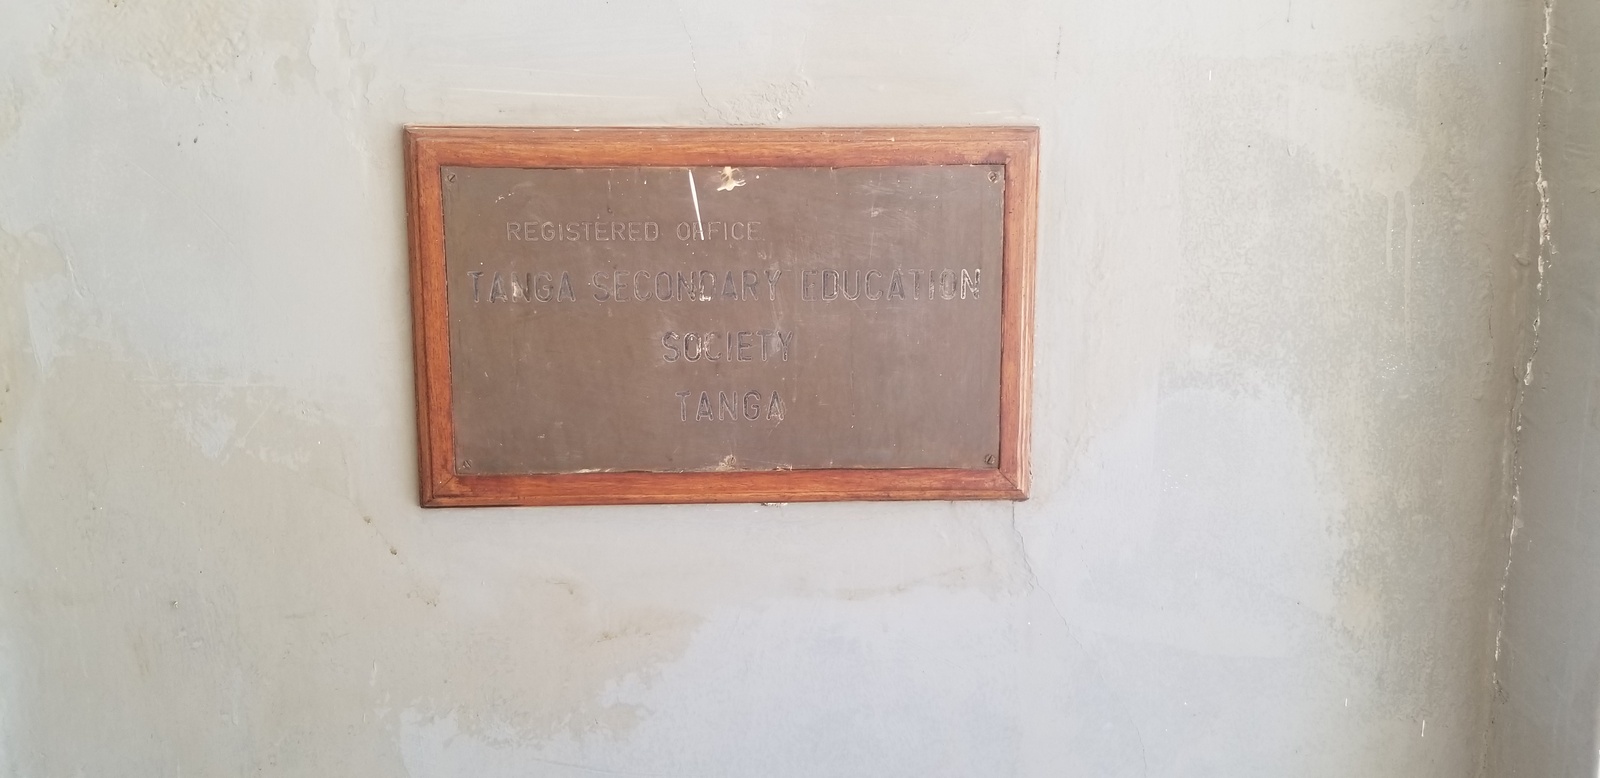 REGISTERED OFFICE
TANGA SECONDARY EDUCATION
SOCIETY
TANGA